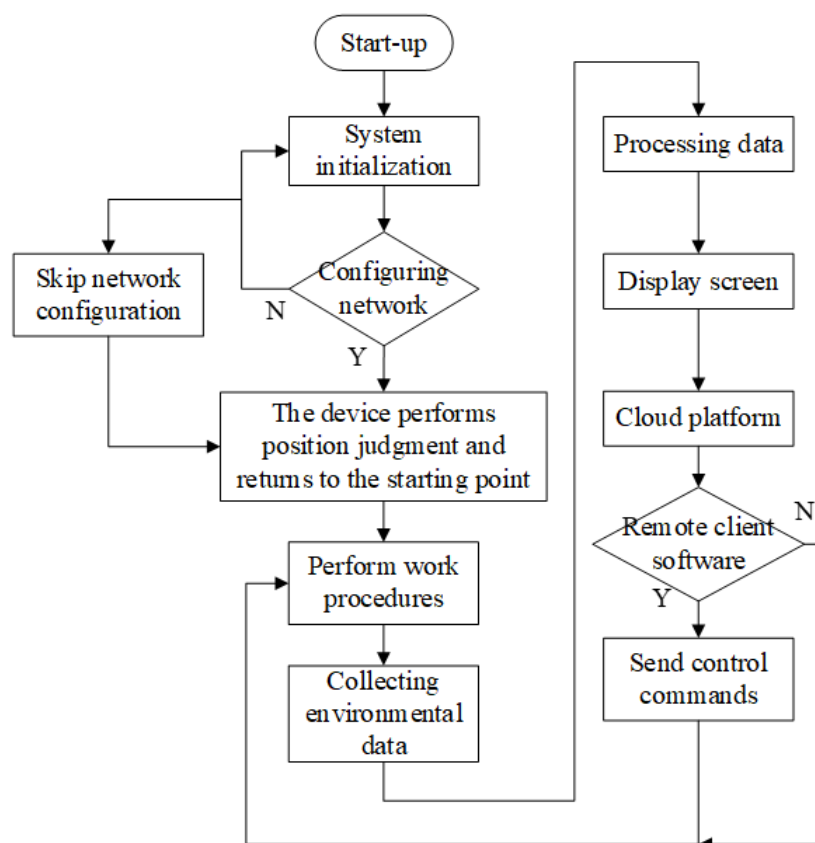 Start-up
System
initialization
Configuring
network
N
Y
Skip network
configuration
The device performs
position judgment and
returns to the starting point
Perform work
procedures
Collecting
environmental
data
Processing data
Display screen
Cloud platform
Remote client
software
N
Y
Send control
commands